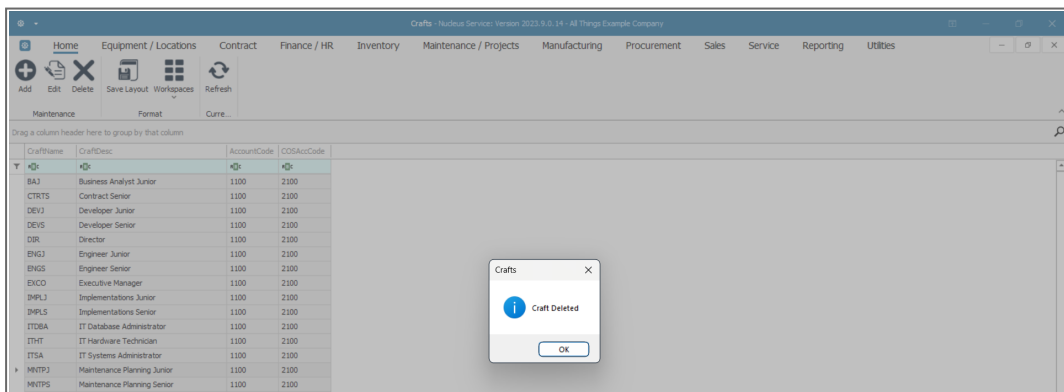 Crafts - Nucleus Service: Version 2023.9.0.14 - All Things Example Company
Home Equipment / Locations Contract Finance / HR Inventory Maintenance / Projects Manufacturing Procurement Sales Service Reporting Utilities
Add Edit Delete Save Layout Workspaces Refresh
Maintenance Format Curre...
Drag a column header here to group by that column
CraftName CraftDesc AccountCode COSAccCode
BAJ Business Analyst Junior 1100 2100
CTRTS Contract Senior 1100 2100
DEVJ Developer Junior 1100 2100
DEVS Developer Senior 1100 2100
DIR Director 1100 2100
ENGJ Engineer Junior 1100 2100
ENGS Engineer Senior 1100 2100
EXCO Executive Manager 1100 2100
IMPLJ Implementations Junior 1100 2100
IMPLS Implementations Senior 1100 2100
ITDBA IT Database Administrator 1100 2100
ITHT IT Hardware Technician 1100 2100
ITSA IT Systems Administrator 1100 2100
MNTPJ Maintenance Planning Junior 1100 2100
MNTPS Maintenance Planning Senior 1100 2100
Crafts
Craft Deleted
OK